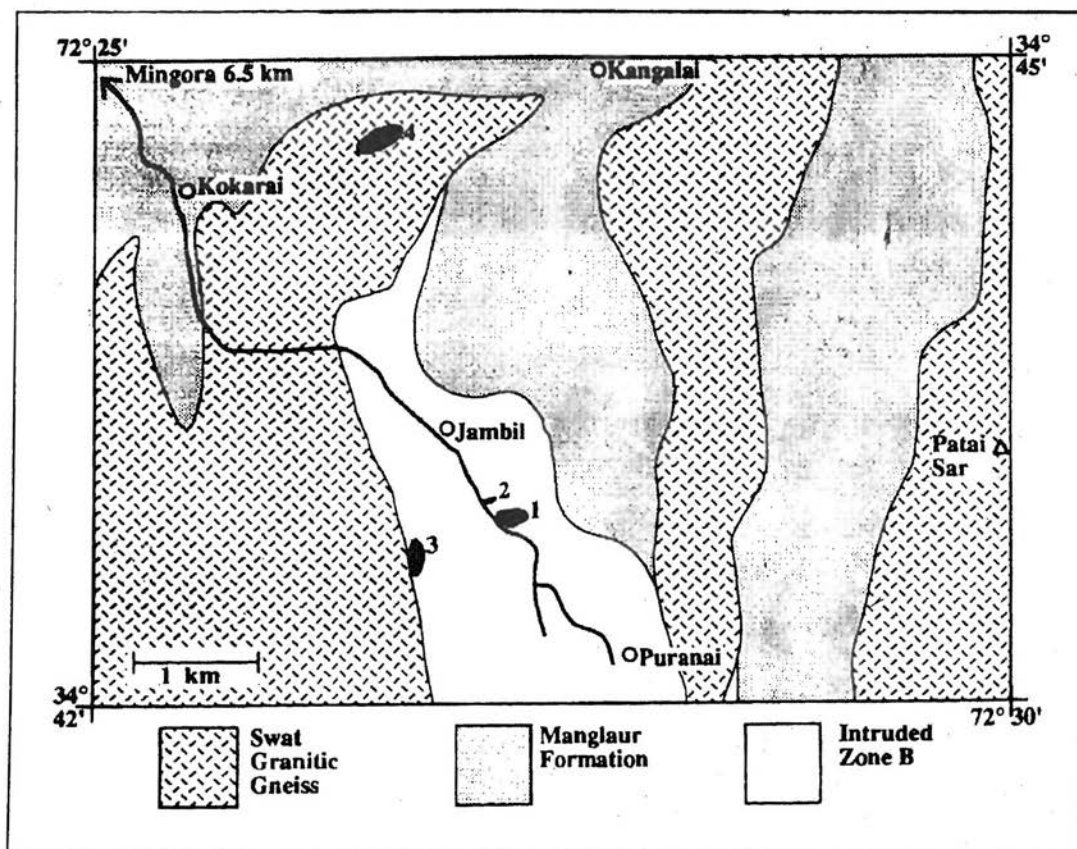 72° 25'
34°
45'
Mingora 6.5 km
Kangalai
4
Kokarai
Jambil
Patai
Sar
2
1
3
Puranai
1 km
34°
42'
72° 30'
Swat
Granitic
Gneiss
Manglaur
Formation
Intruded
Zone B